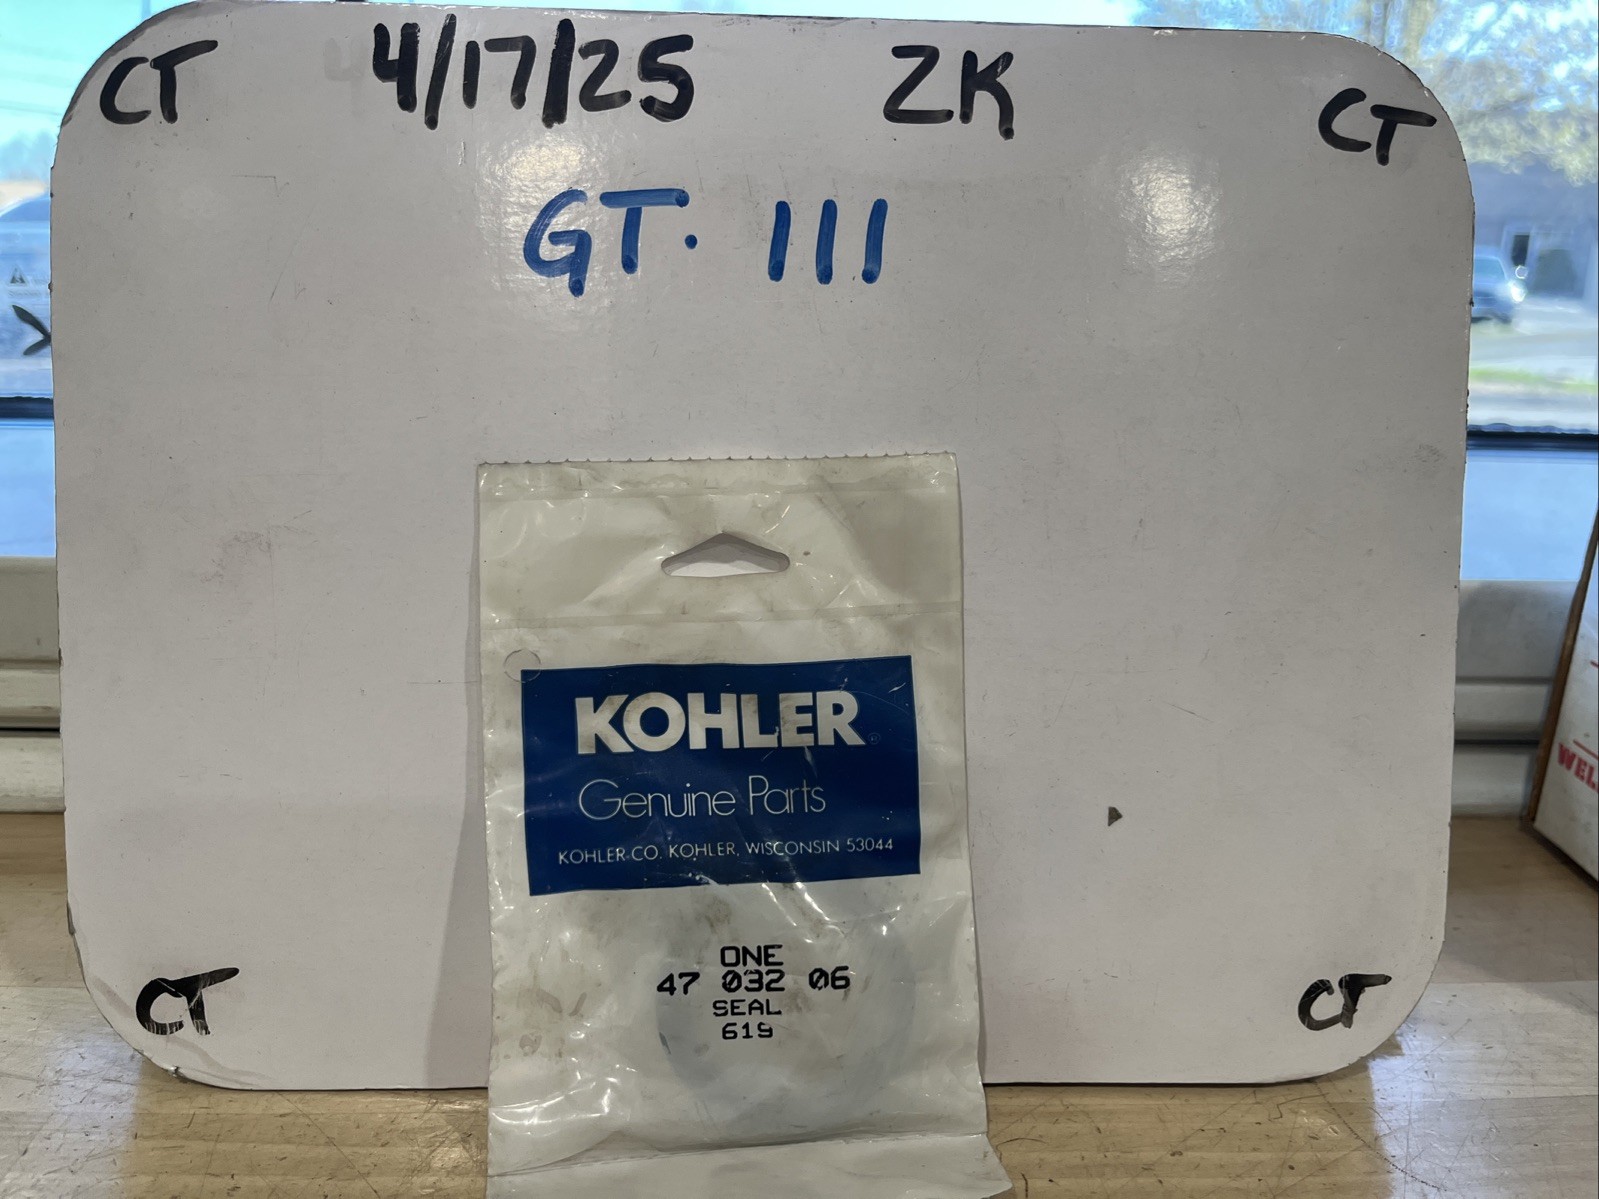 CT 4/17/25 ZK CT
GT. 111
KOHLER
Genuine Parts
KOHLER CO. KOHLER, WISCONSIN 53044
ONE
47 032 06
SEAL
619
CT CT
WEL